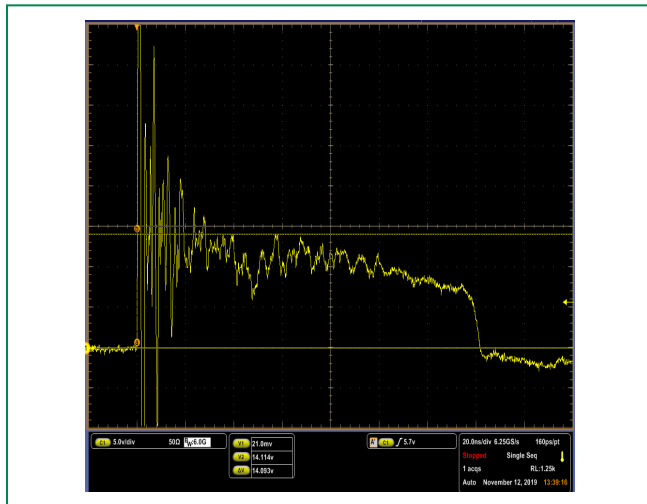 b
a
1
C1 5.0v/div 50Ω BW:6.0G
V1 21.0mv
V2 14.114v
ΔV 14.093v
A' C1 5.7v
20.0ns/div 6.25GS/s 160ps/pt
Stopped Single Seq
1 acqs RL:1.25k
Auto November 12, 2019 13:39:16